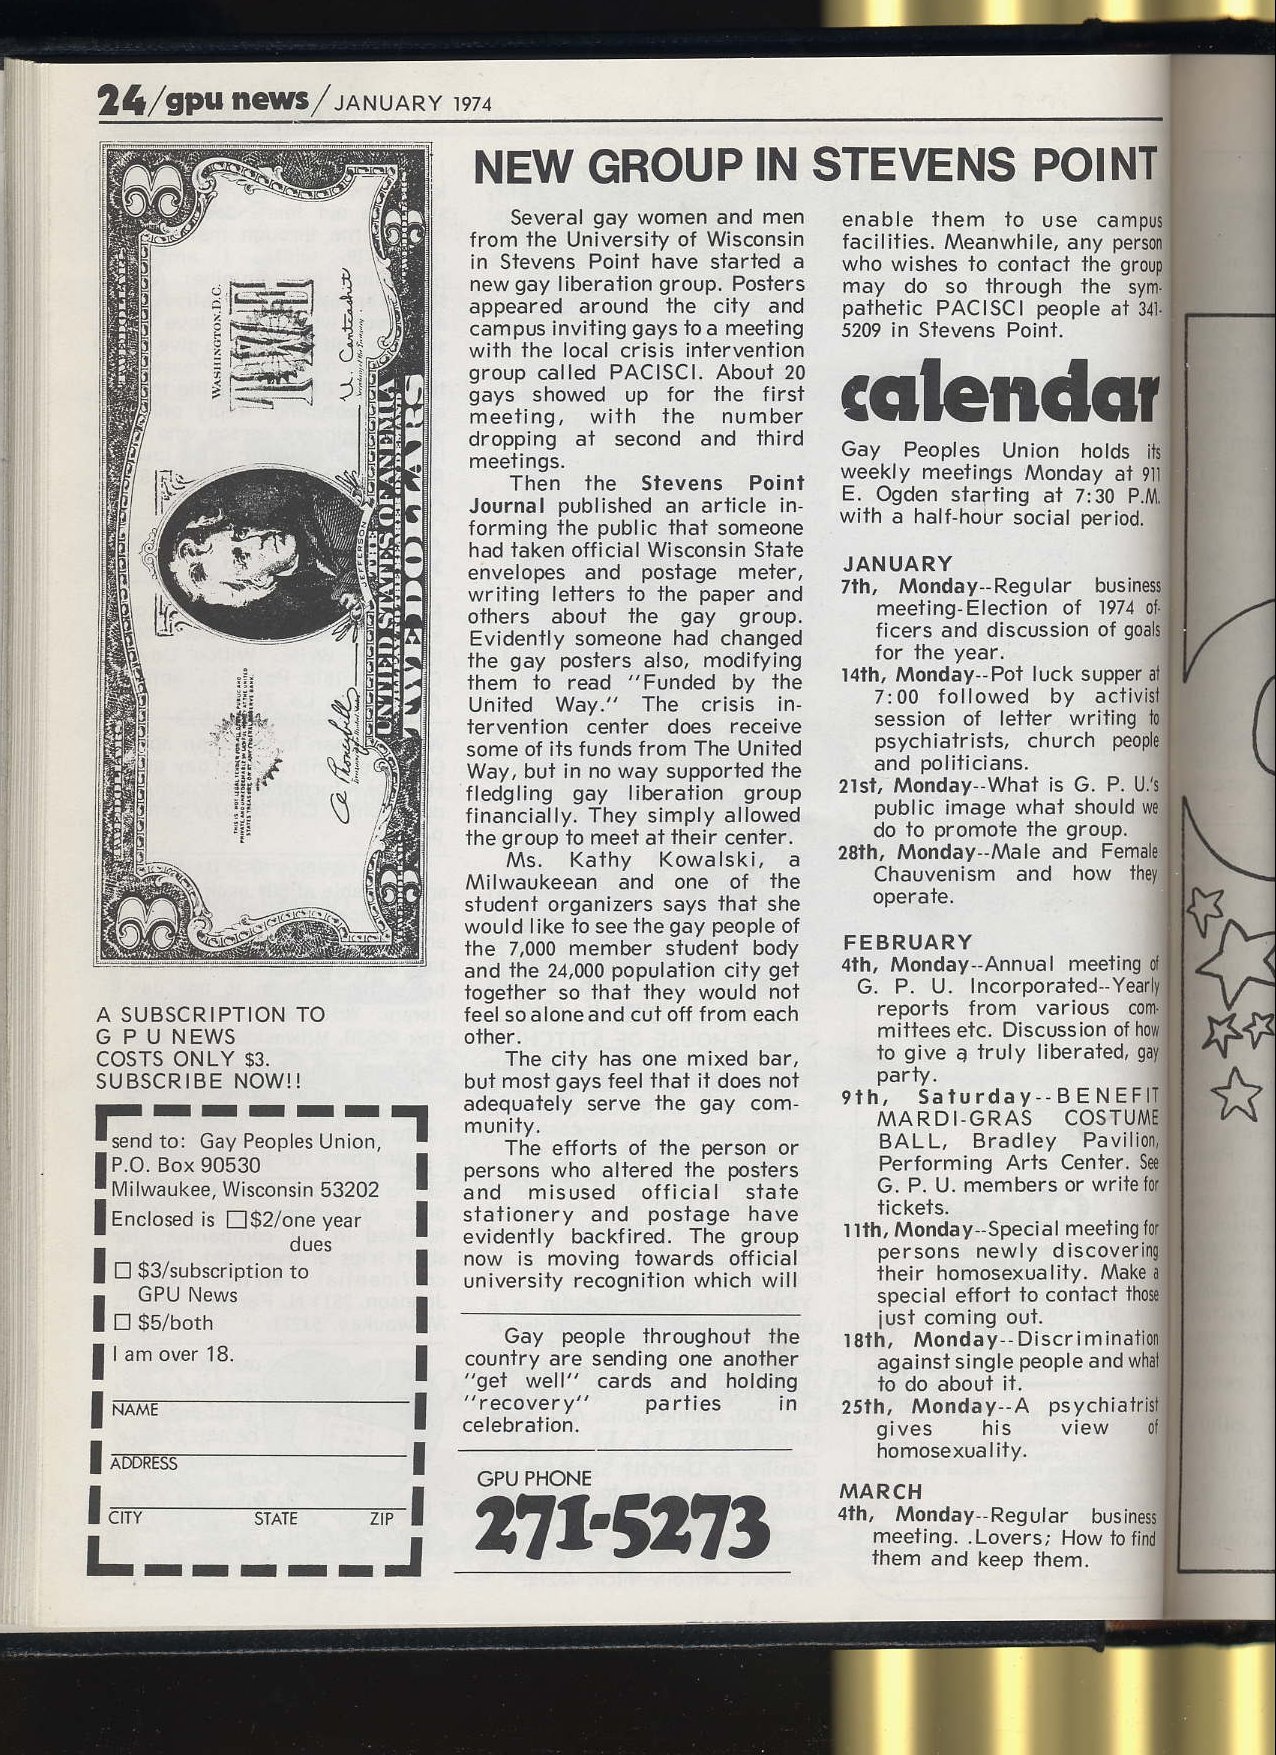 24/gpu news/JANUARY 1974
3
WASHINGTON, D.C.
TWEE
U. Centashit
JEFFERSON
UNTIED STATES OF ANEMIA
TWEE DOLLARS
3
A SUBSCRIPTION TO
G P U NEWS
COSTS ONLY $3.
SUBSCRIBE NOW!!
send to: Gay Peoples Union,
P.O. Box 90530
Milwaukee, Wisconsin 53202
Enclosed is □$2/one year
dues
□ $3/subscription to
GPU News
□ $5/both
I am over 18.
NAME
ADDRESS
CITY STATE ZIP
NEW GROUP IN STEVENS POINT
Several gay women and men
from the University of Wisconsin
in Stevens Point have started a
new gay liberation group. Posters
appeared around the city and
campus inviting gays to a meeting
with the local crisis intervention
group called PACISCI. About 20
gays showed up for the first
meeting, with the number
dropping at second and third
meetings.
Then the Stevens Point
Journal published an article in-
forming the public that someone
had taken official Wisconsin State
envelopes and postage meter,
writing letters to the paper and
others about the gay group.
Evidently someone had changed
the gay posters also, modifying
them to read "Funded by the
United Way." The crisis in-
tervention center does receive
some of its funds from The United
Way, but in no way supported the
fledgling gay liberation group
financially. They simply allowed
the group to meet at their center.
Ms. Kathy Kowalski, a
Milwaukeean and one of the
student organizers says that she
would like to see the gay people of
the 7,000 member student body
and the 24,000 population city get
together so that they would not
feel so alone and cut off from each
other.
The city has one mixed bar,
but most gays feel that it does not
adequately serve the gay com-
munity.
The efforts of the person or
persons who altered the posters
and misused official state
stationery and postage have
evidently backfired. The group
now is moving towards official
university recognition which will
Gay people throughout the
country are sending one another
"get well" cards and holding
"recovery" parties in
celebration.
GPU PHONE
271-5273
enable them to use campus
facilities. Meanwhile, any person
who wishes to contact the group
may do so through the sym-
pathetic PACISCI people at 341-
5209 in Stevens Point.
calendar
Gay Peoples Union holds its
weekly meetings Monday at 911
E. Ogden starting at 7:30 P.M.
with a half-hour social period.
JANUARY
7th, Monday--Regular business
meeting-Election of 1974 of-
ficers and discussion of goals
for the year.
14th, Monday--Pot luck supper at
7:00 followed by activist
session of letter writing to
psychiatrists, church people
and politicians.
21st, Monday--What is G. P. U.'s
public image what should we
do to promote the group.
28th, Monday--Male and Female
Chauvenism and how they
operate.
FEBRUARY
4th, Monday--Annual meeting of
G. P. U. Incorporated--Yearly
reports from various com-
mittees etc. Discussion of how
to give a truly liberated, gay
party.
9th, Saturday--BENEFIT
MARDI-GRAS COSTUME
BALL, Bradley Pavilion,
Performing Arts Center. See
G. P. U. members or write for
tickets.
11th, Monday--Special meeting for
persons newly discovering
their homosexuality. Make a
special effort to contact those
just coming out.
18th, Monday--Discrimination
against single people and what
to do about it.
25th, Monday--A psychiatrist
gives his view of
homosexuality.
MARCH
4th, Monday--Regular business
meeting. .Lovers; How to find
them and keep them.